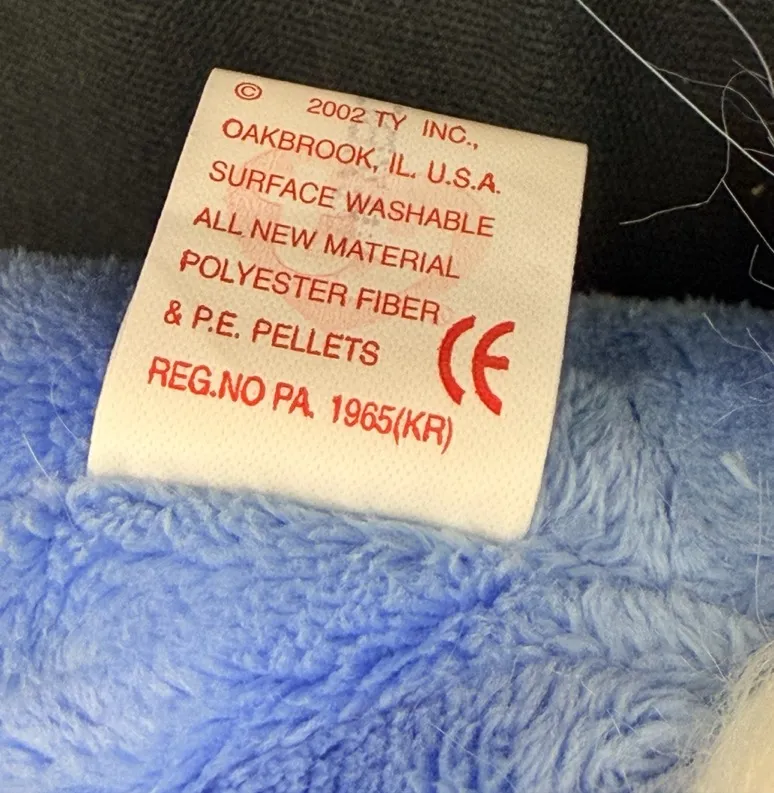 © 2002 TY INC.,
OAKBROOK, IL. U.S.A.
SURFACE WASHABLE
ALL NEW MATERIAL
POLYESTER FIBER
& P.E. PELLETS
CE
REG.NO PA. 1965(KR)